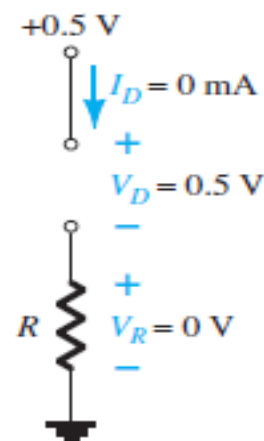 +0.5 V
I_D = 0 mA
+
V_D = 0.5 V
−
+
R V_R = 0 V
−